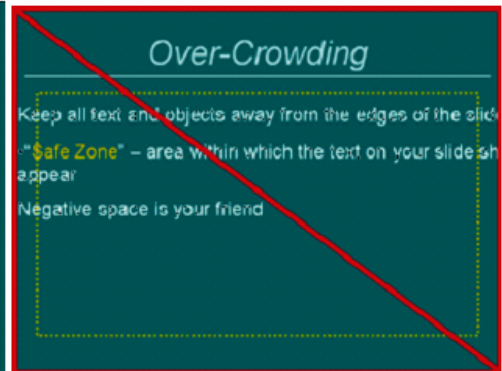 Over-Crowding
Keep all text and objects away from the edges of the slid
"Safe Zone" – area within which the text on your slide sh
appear
Negative space is your friend